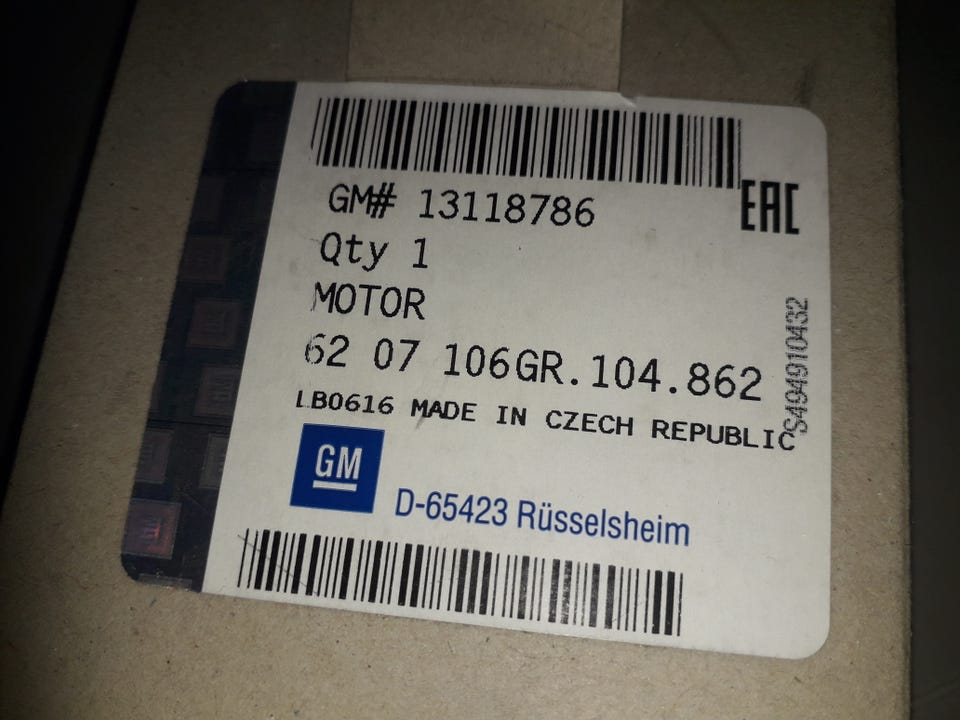 GM# 13118786
EAC
Qty 1
MOTOR
62 07 106GR.104.862
LB0616 MADE IN CZECH REPUBLIC
S494910432
GM
D-65423 Rüsselsheim